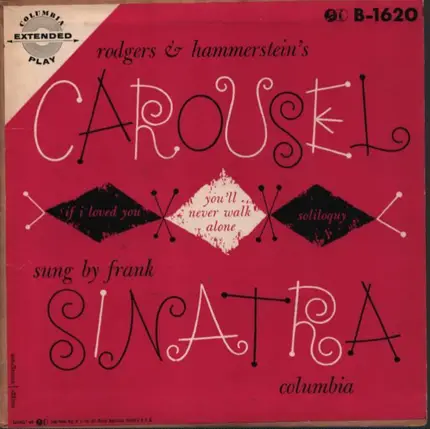 COLUMBIA
EXTENDED
PLAY
B-1620
rodgers & hammerstein's
CAROUSEL
if i loved you
you'll
never walk
alone
soliloquy
sung by frank
SINATRA
columbia